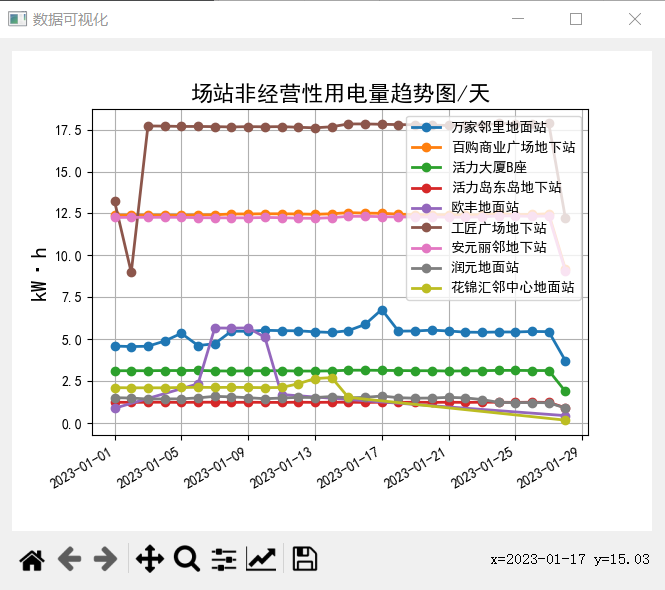 数据可视化
场站非经营性用电量趋势图/天
17.5
15.0
12.5
10.0
7.5
5.0
2.5
0.0
kW·h
万家邻里地面站
百购商业广场地下站
活力大厦B座
活力岛东岛地下站
欧丰地面站
工匠广场地下站
安元丽邻地下站
润元地面站
花锦汇邻中心地面站
2023-01-01
2023-01-05
2023-01-09
2023-01-13
2023-01-17
2023-01-21
2023-01-25
2023-01-29
x=2023-01-17 y=15.03